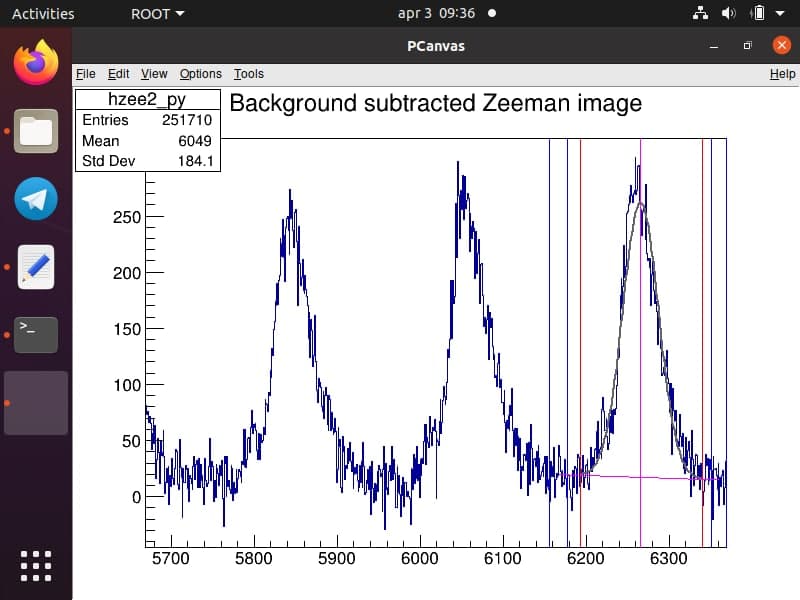 Activities ROOT apr 3 09:36
PCanvas
File Edit View Options Tools Help
hzee2_py
Entries 251710
Mean 6049
Std Dev 184.1
Background subtracted Zeeman image
250
200
150
100
50
0
5700 5800 5900 6000 6100 6200 6300
>_